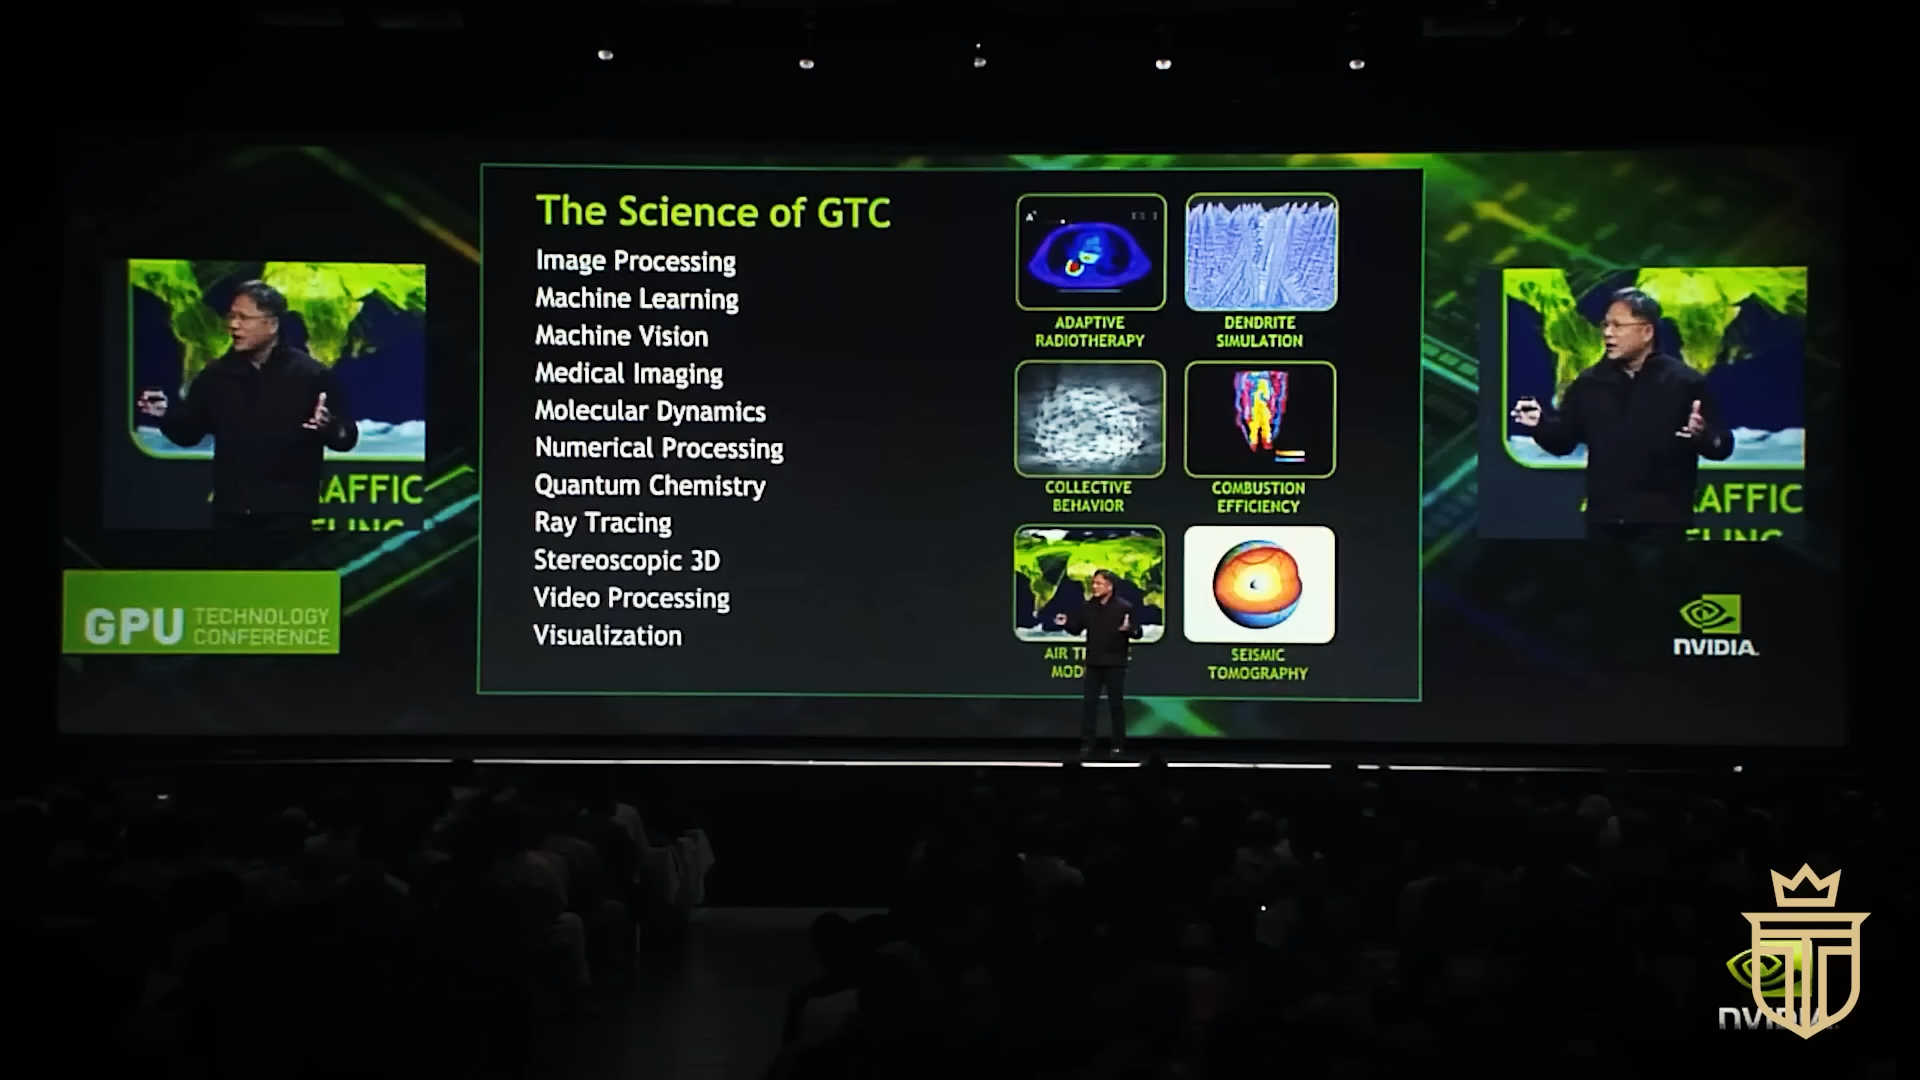 The Science of GTC
Image Processing
Machine Learning
Machine Vision
Medical Imaging
Molecular Dynamics
Numerical Processing
Quantum Chemistry
Ray Tracing
Stereoscopic 3D
Video Processing
Visualization
A
ADAPTIVE
RADIOTHERAPY
DENDRITE
SIMULATION
COLLECTIVE
BEHAVIOR
COMBUSTION
EFFICIENCY
AIR
SEISMIC
TOMOGRAPHY
GPU TECHNOLOGY
CONFERENCE
NVIDIA
NVIDIA